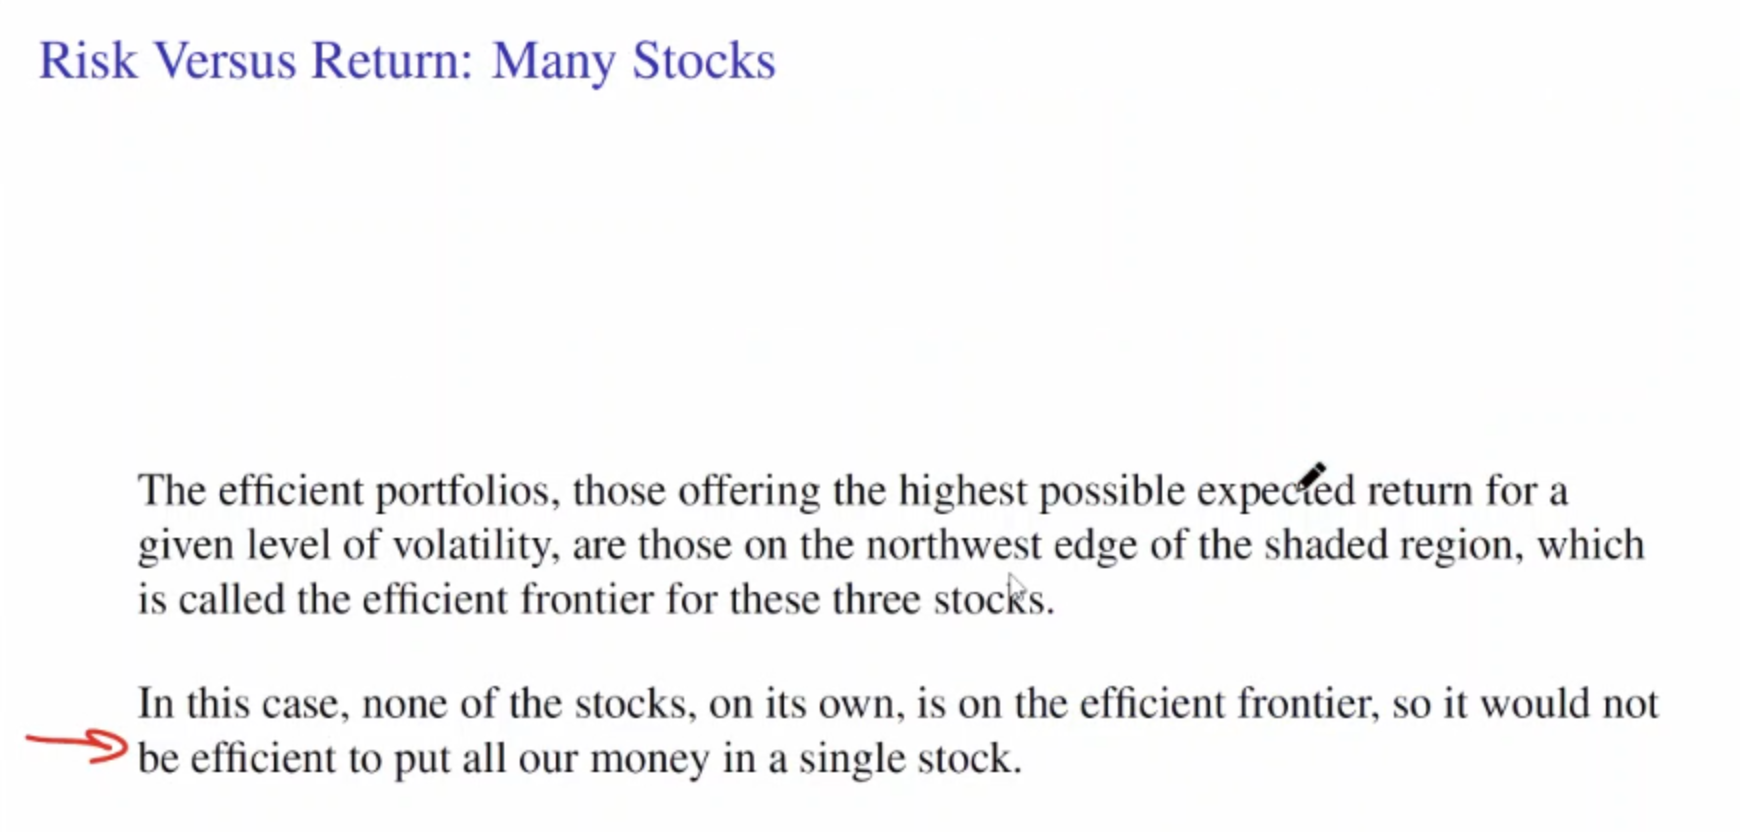 Risk Versus Return: Many Stocks
The efficient portfolios, those offering the highest possible expected return for a
given level of volatility, are those on the northwest edge of the shaded region, which
is called the efficient frontier for these three stocks.
In this case, none of the stocks, on its own, is on the efficient frontier, so it would not
be efficient to put all our money in a single stock.